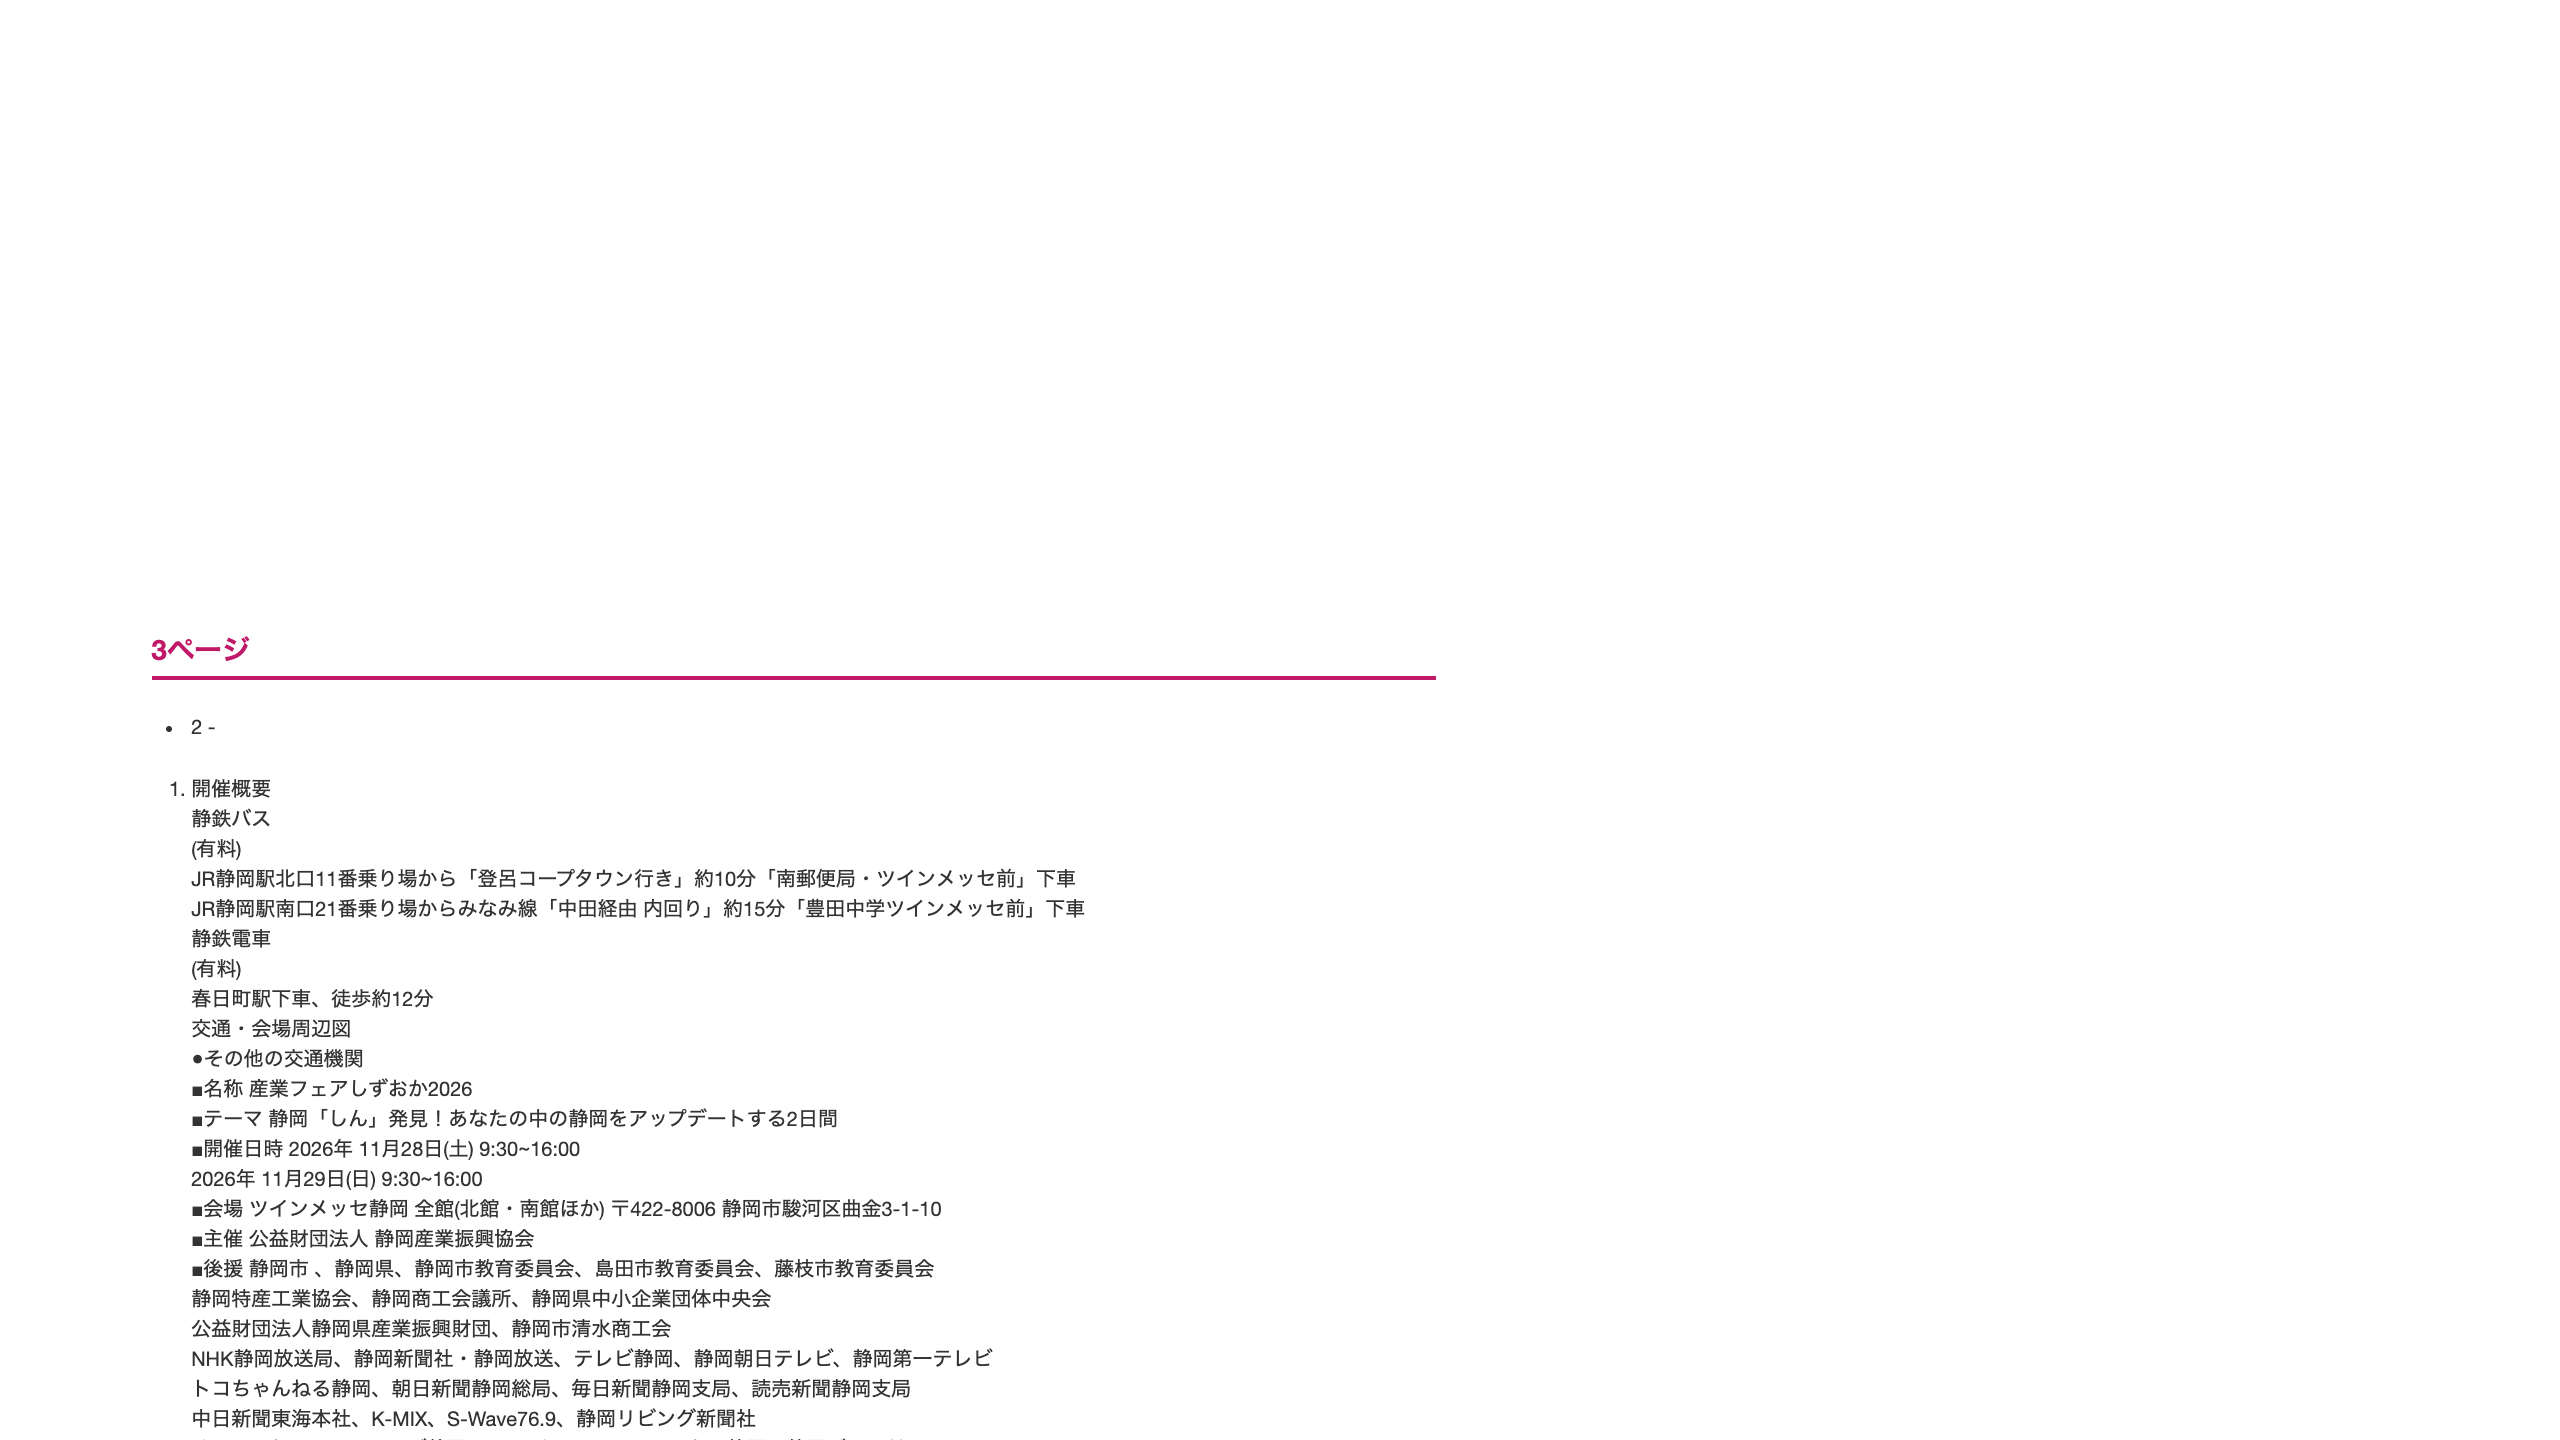 3ページ
• 2 -
1. 開催概要
静鉄バス
(有料)
JR静岡駅北口11番乗り場から「登呂コープタウン行き」約10分「南郵便局・ツインメッセ前」下車
JR静岡駅南口21番乗り場からみなみ線「中田経由 内回り」約15分「豊田中学ツインメッセ前」下車
静鉄電車
(有料)
春日町駅下車、徒歩約12分
交通・会場周辺図
●その他の交通機関
■名称 産業フェアしずおか2026
■テーマ 静岡「しん」発見！あなたの中の静岡をアップデートする2日間
■開催日時 2026年 11月28日(土) 9:30~16:00
2026年 11月29日(日) 9:30~16:00
■会場 ツインメッセ静岡 全館(北館・南館ほか) 〒422-8006 静岡市駿河区曲金3-1-10
■主催 公益財団法人 静岡産業振興協会
■後援 静岡市 、静岡県、静岡市教育委員会、島田市教育委員会、藤枝市教育委員会
静岡特産工業協会、静岡商工会議所、静岡県中小企業団体中央会
公益財団法人静岡県産業振興財団、静岡市清水商工会
NHK静岡放送局、静岡新聞社・静岡放送、テレビ静岡、静岡朝日テレビ、静岡第一テレビ
トコちゃんねる静岡、朝日新聞静岡総局、毎日新聞静岡支局、読売新聞静岡支局
中日新聞東海本社、K-MIX、S-Wave76.9、静岡リビング新聞社